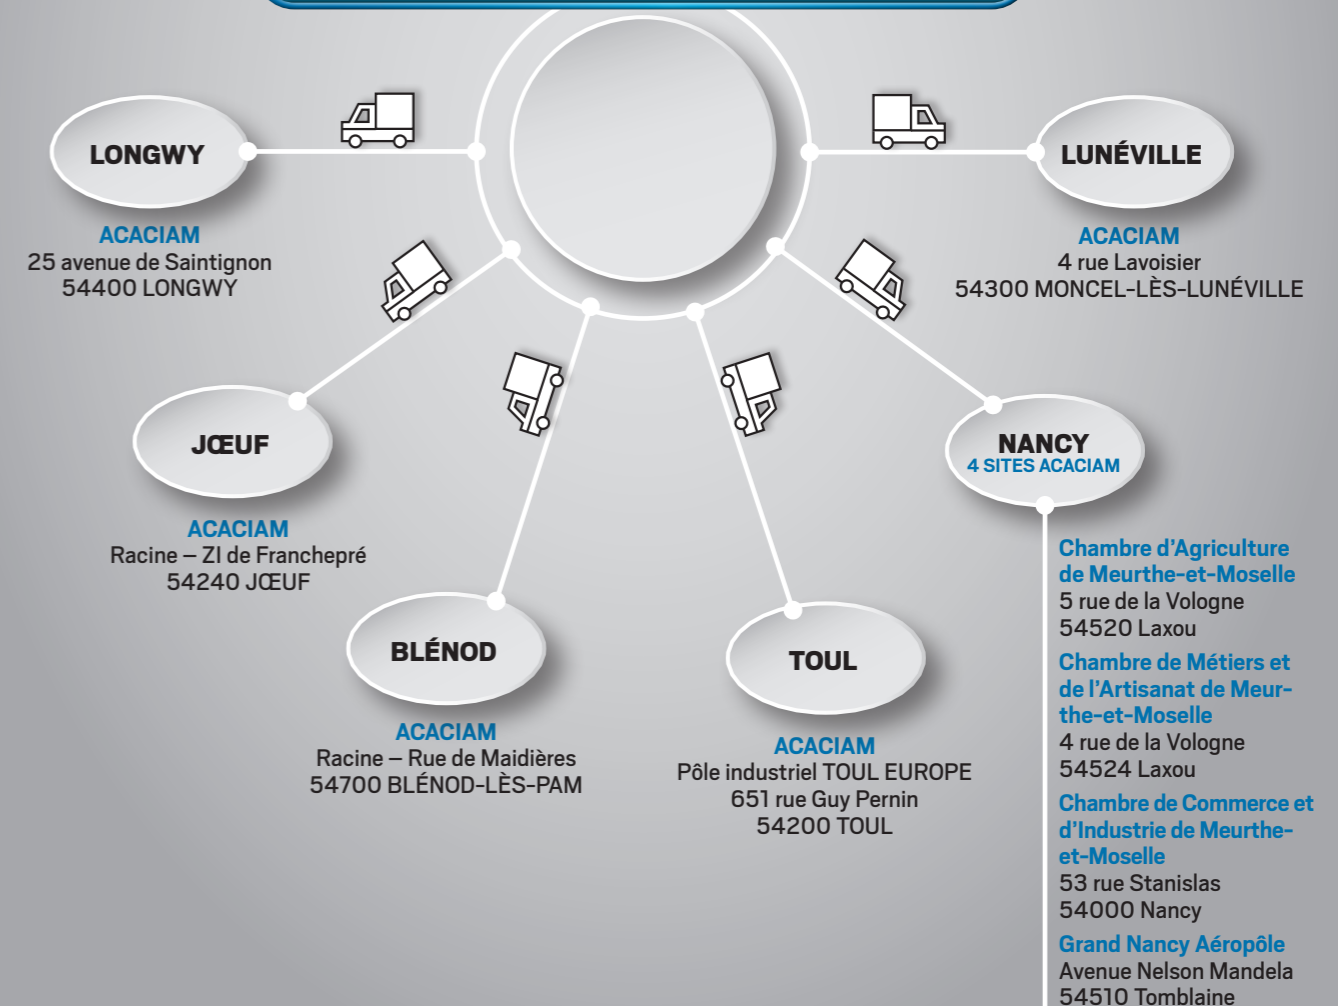 LONGWY
ACACIAM
25 avenue de Saintignon
54400 LONGWY
LUNÉVILLE
ACACIAM
4 rue Lavoisier
54300 MONCEL-LÈS-LUNÉVILLE
JŒUF
ACACIAM
Racine – ZI de Franchepré
54240 JŒUF
BLÉNOD
ACACIAM
Racine – Rue de Maidières
54700 BLÉNOD-LÈS-PAM
TOUL
ACACIAM
Pôle industriel TOUL EUROPE
651 rue Guy Pernin
54200 TOUL
NANCY
4 SITES ACACIAM
Chambre d'Agriculture
de Meurthe-et-Moselle
5 rue de la Vologne
54520 Laxou
Chambre de Métiers et
de l'Artisanat de Meur-
the-et-Moselle
4 rue de la Vologne
54524 Laxou
Chambre de Commerce et
d'Industrie de Meurthe-
et-Moselle
53 rue Stanislas
54000 Nancy
Grand Nancy Aéropôle
Avenue Nelson Mandela
54510 Tomblaine